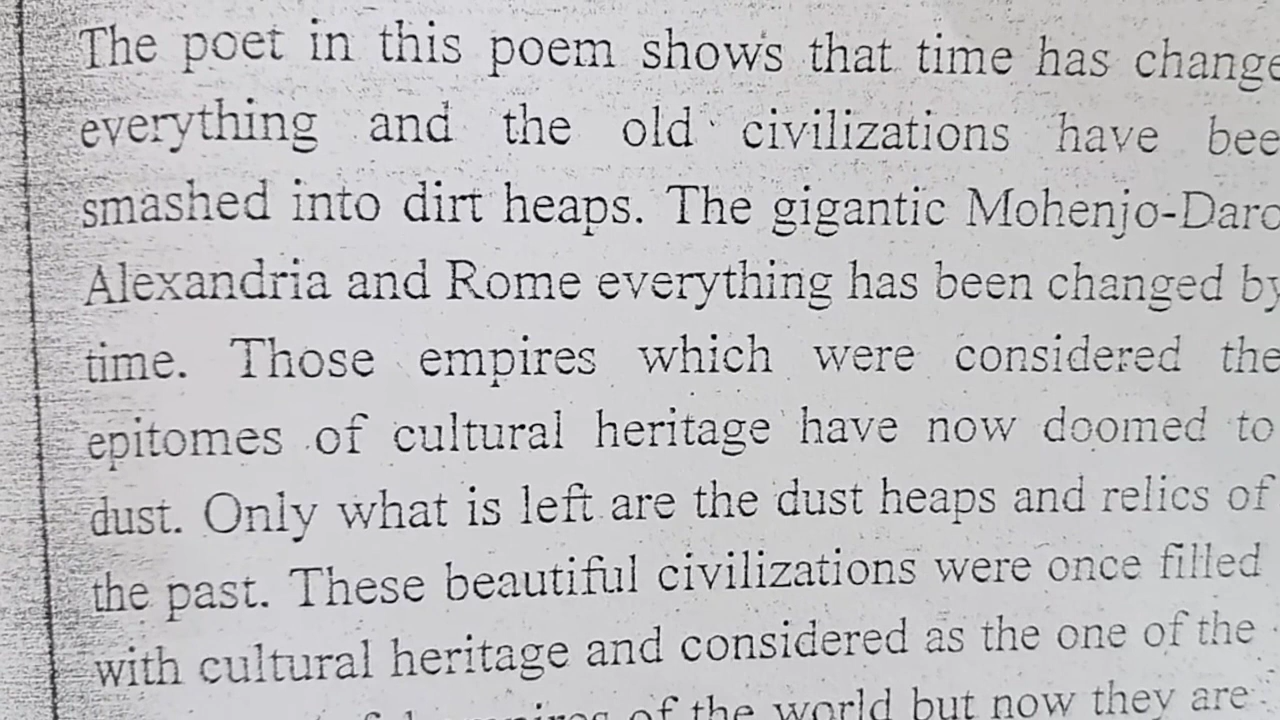 The poet in this poem shows that time has change
everything and the old civilizations have bee
smashed into dirt heaps. The gigantic Mohenjo-Daro
Alexandria and Rome everything has been changed by
time. Those empires which were considered the
epitomes of cultural heritage have now doomed to
dust. Only what is left are the dust heaps and relics of
the past. These beautiful civilizations were once filled
with cultural heritage and considered as the one of the
empires of the world but now they are